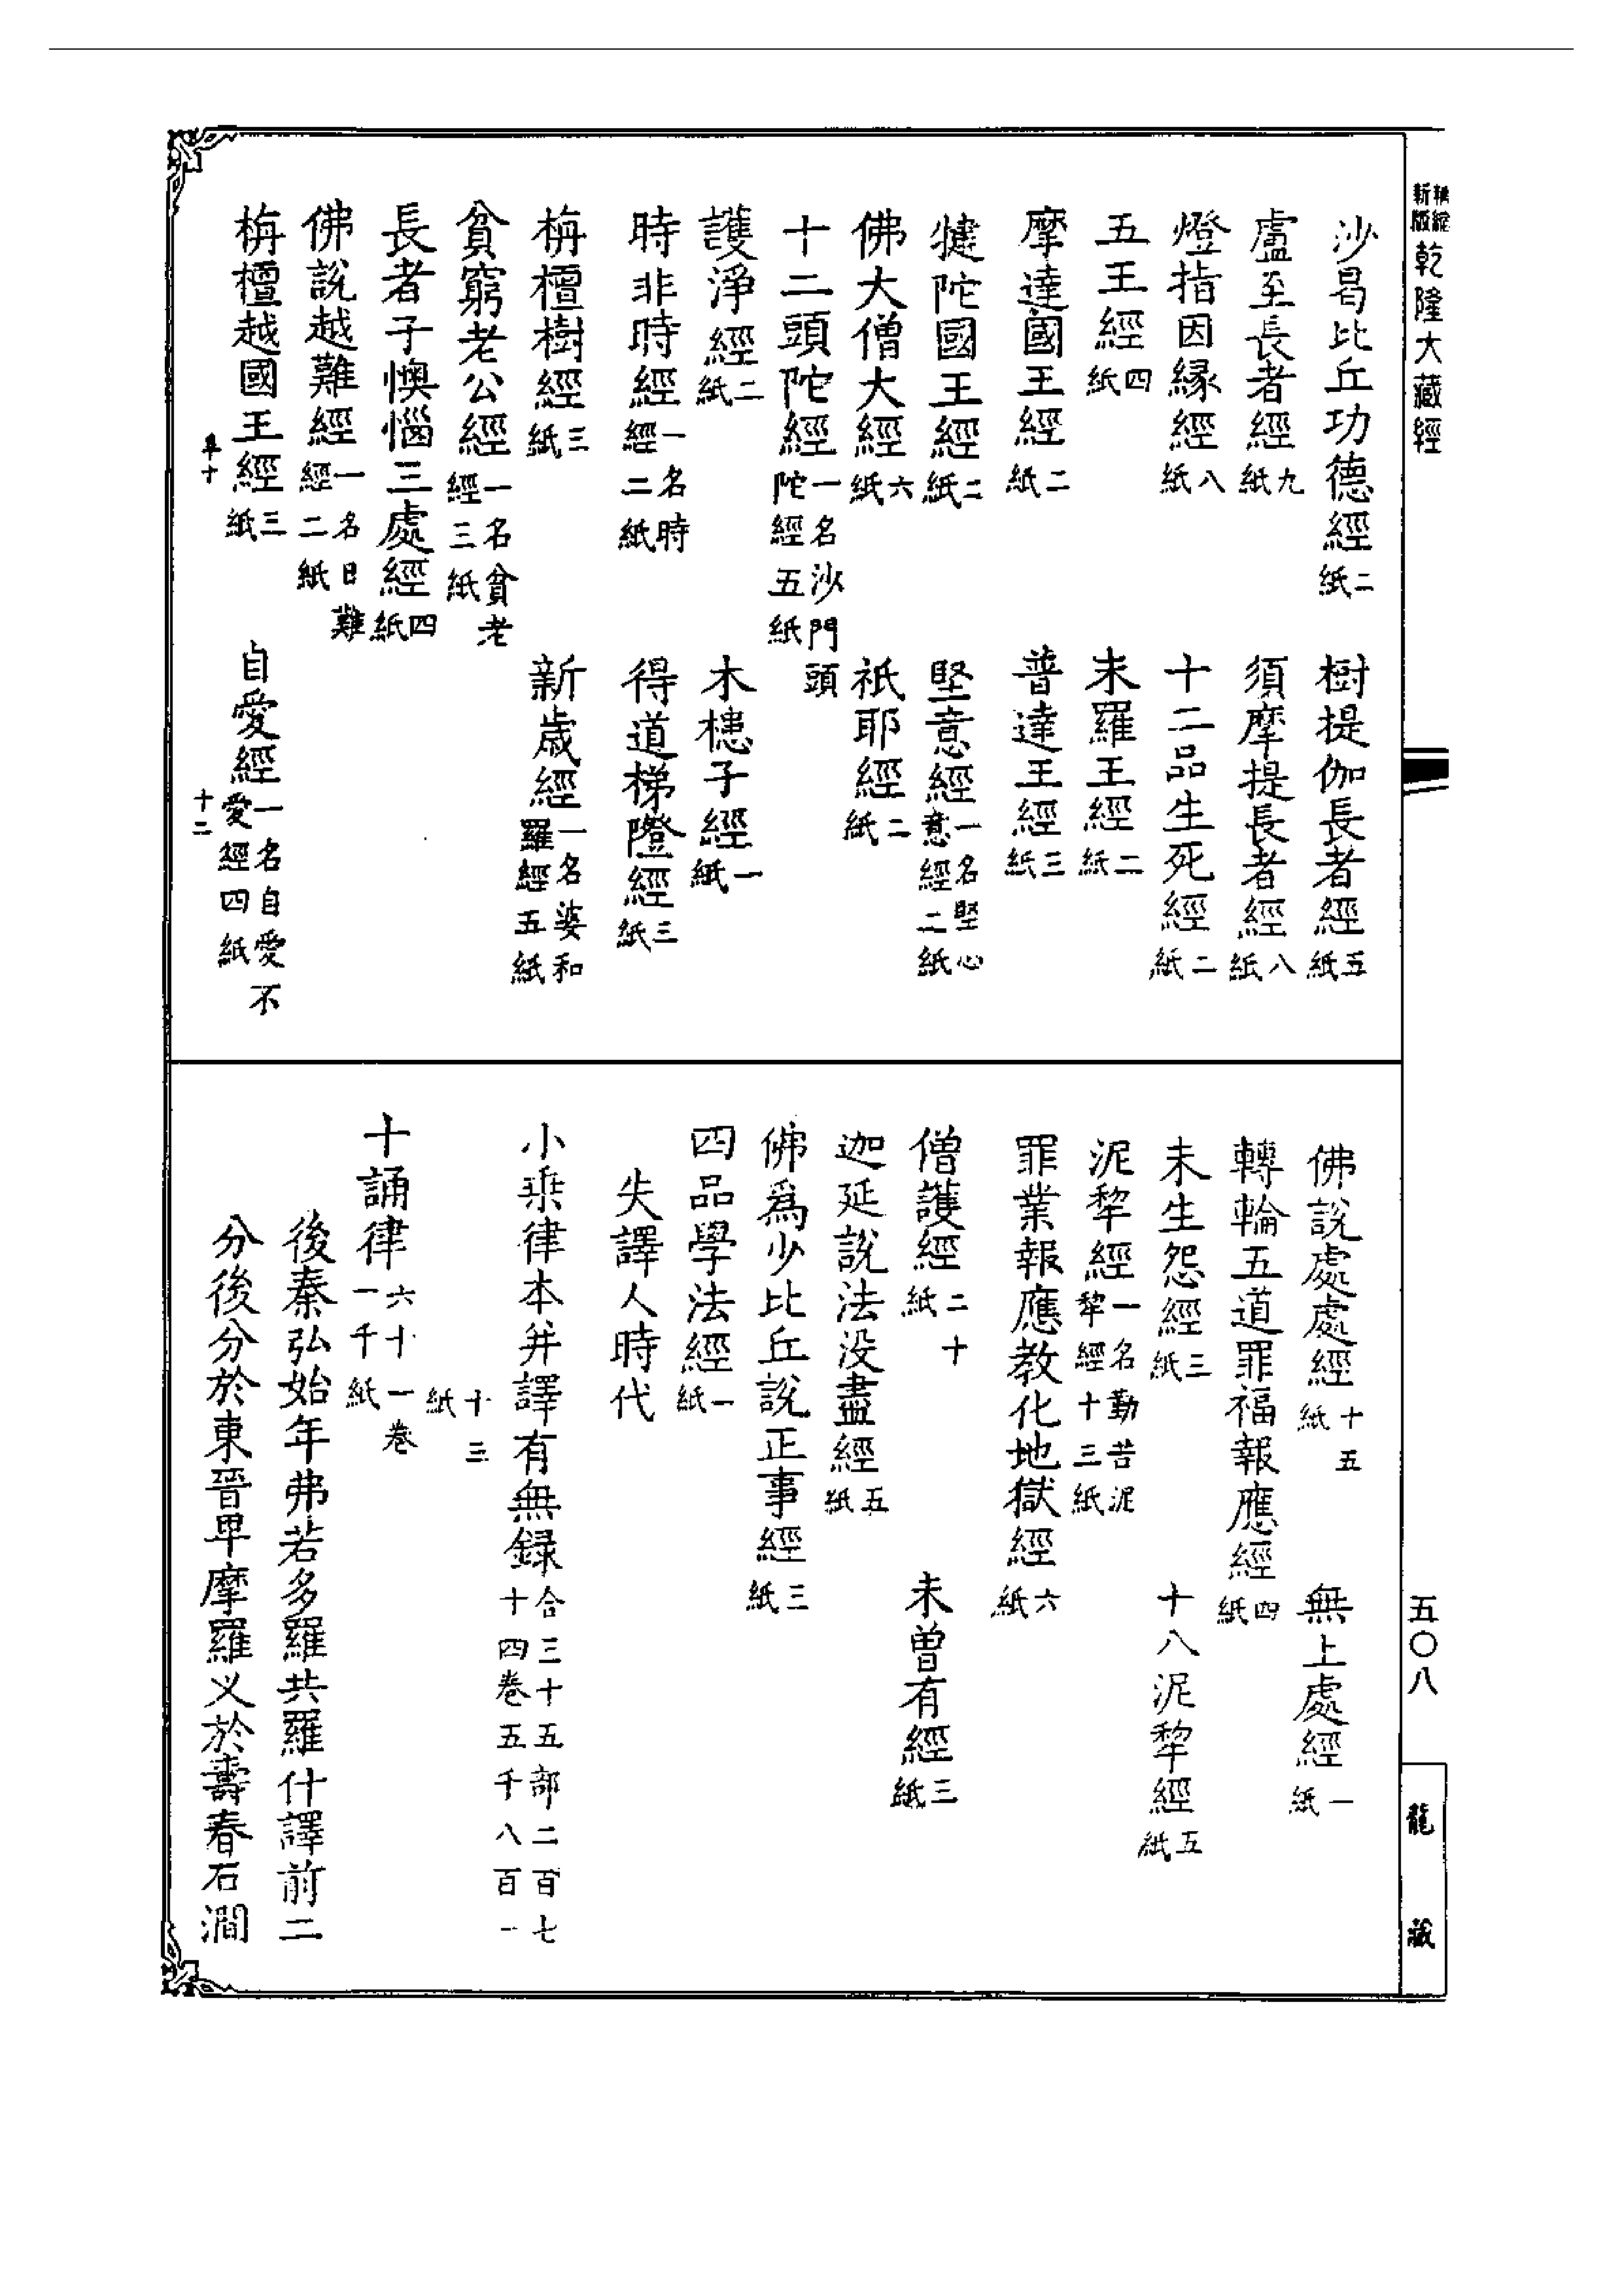 新版精縮乾隆大藏經
沙曷比丘功德經二紙 樹提伽長者經五紙
盧至長者經九紙 須摩提長者經八紙
燈指因緣經八紙 十二品生死經二紙
五王經四紙 未羅王經二紙
摩達國王經二紙 普達王經三紙
犍陀國王經二紙 堅意經一名堅心意經二紙
佛大僧大經六紙 祇耶經二紙
十二頭陀經一名沙門頭陀經五紙
護淨經二紙 木槵子經一紙
時非時經一名時經二紙 得道梯隥經三紙
栴檀樹經三紙 新歲經一名婆和羅經五紙
貧窮老公經一名貧老經三紙
長者子懊惱三處經四紙
佛說越難經一名日難經二紙
栴檀越國王經三紙 自愛經一名自愛不愛經四紙
阜十 十二
佛說處處經十五紙 無上處經一紙
轉輪五道罪福報應經四紙
未生怨經三紙 十八泥犂經五紙
泥犂經一名勤苦泥犂經十三紙
罪業報應教化地獄經六紙
僧護經二十紙 未曾有經三紙
迦延說法没盡經五紙
佛爲少比丘說正事經三紙
四品學法經一紙
失譯人時代
小乘律本并譯有無録合三十五部二百七十四卷五千八百一
十三紙
十誦律六十一卷一千紙
後秦弘始年弗若多羅共羅什譯前二
分後分於東晉卑摩羅义於壽春石澗
五〇八
龍藏